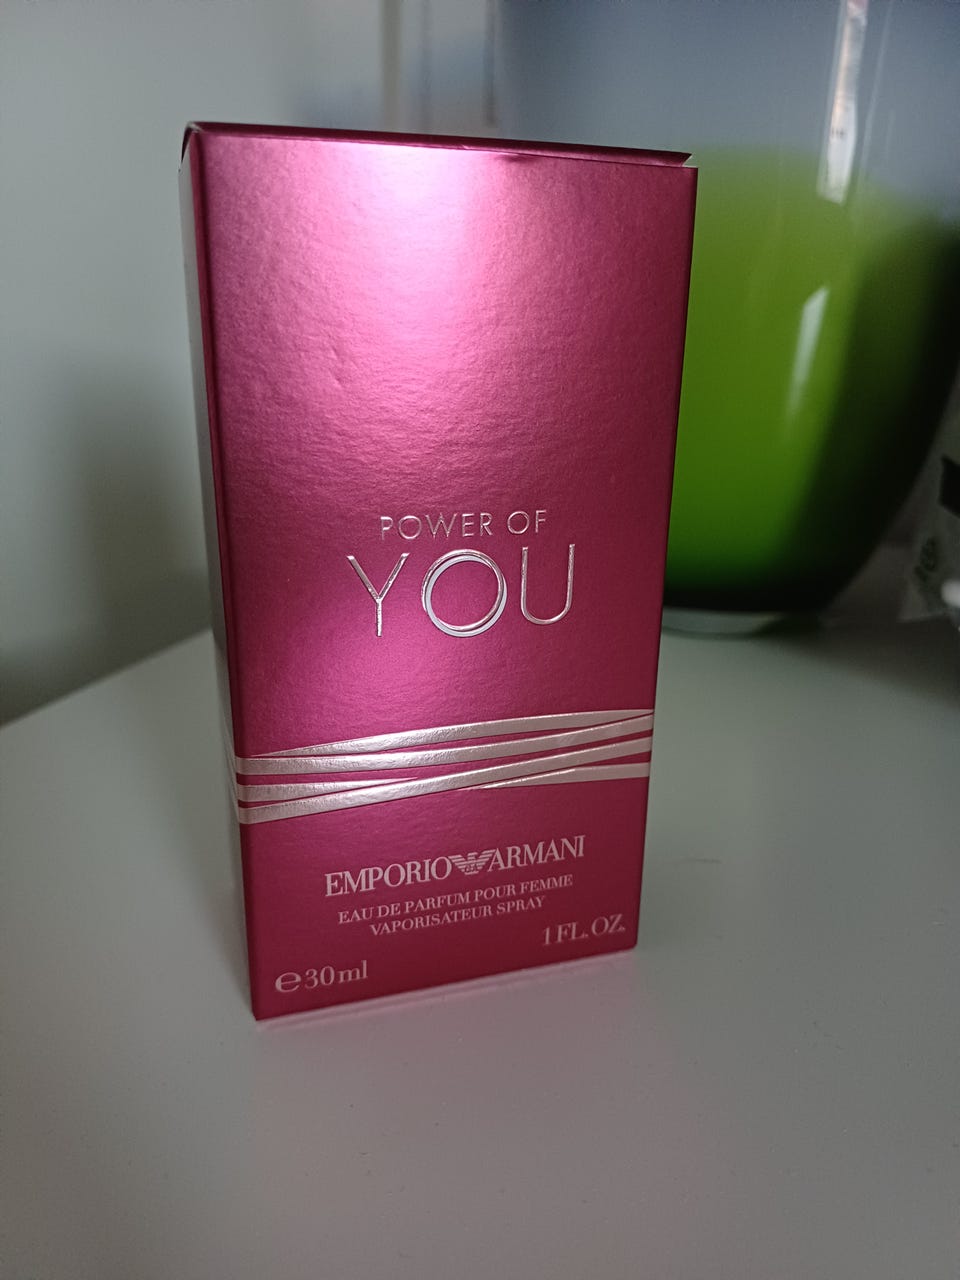 POWER OF
YOU
EMPORIO ARMANI
EAU DE PARFUM POUR FEMME
VAPORISATEUR SPRAY
1 FL. OZ.
℮30ml